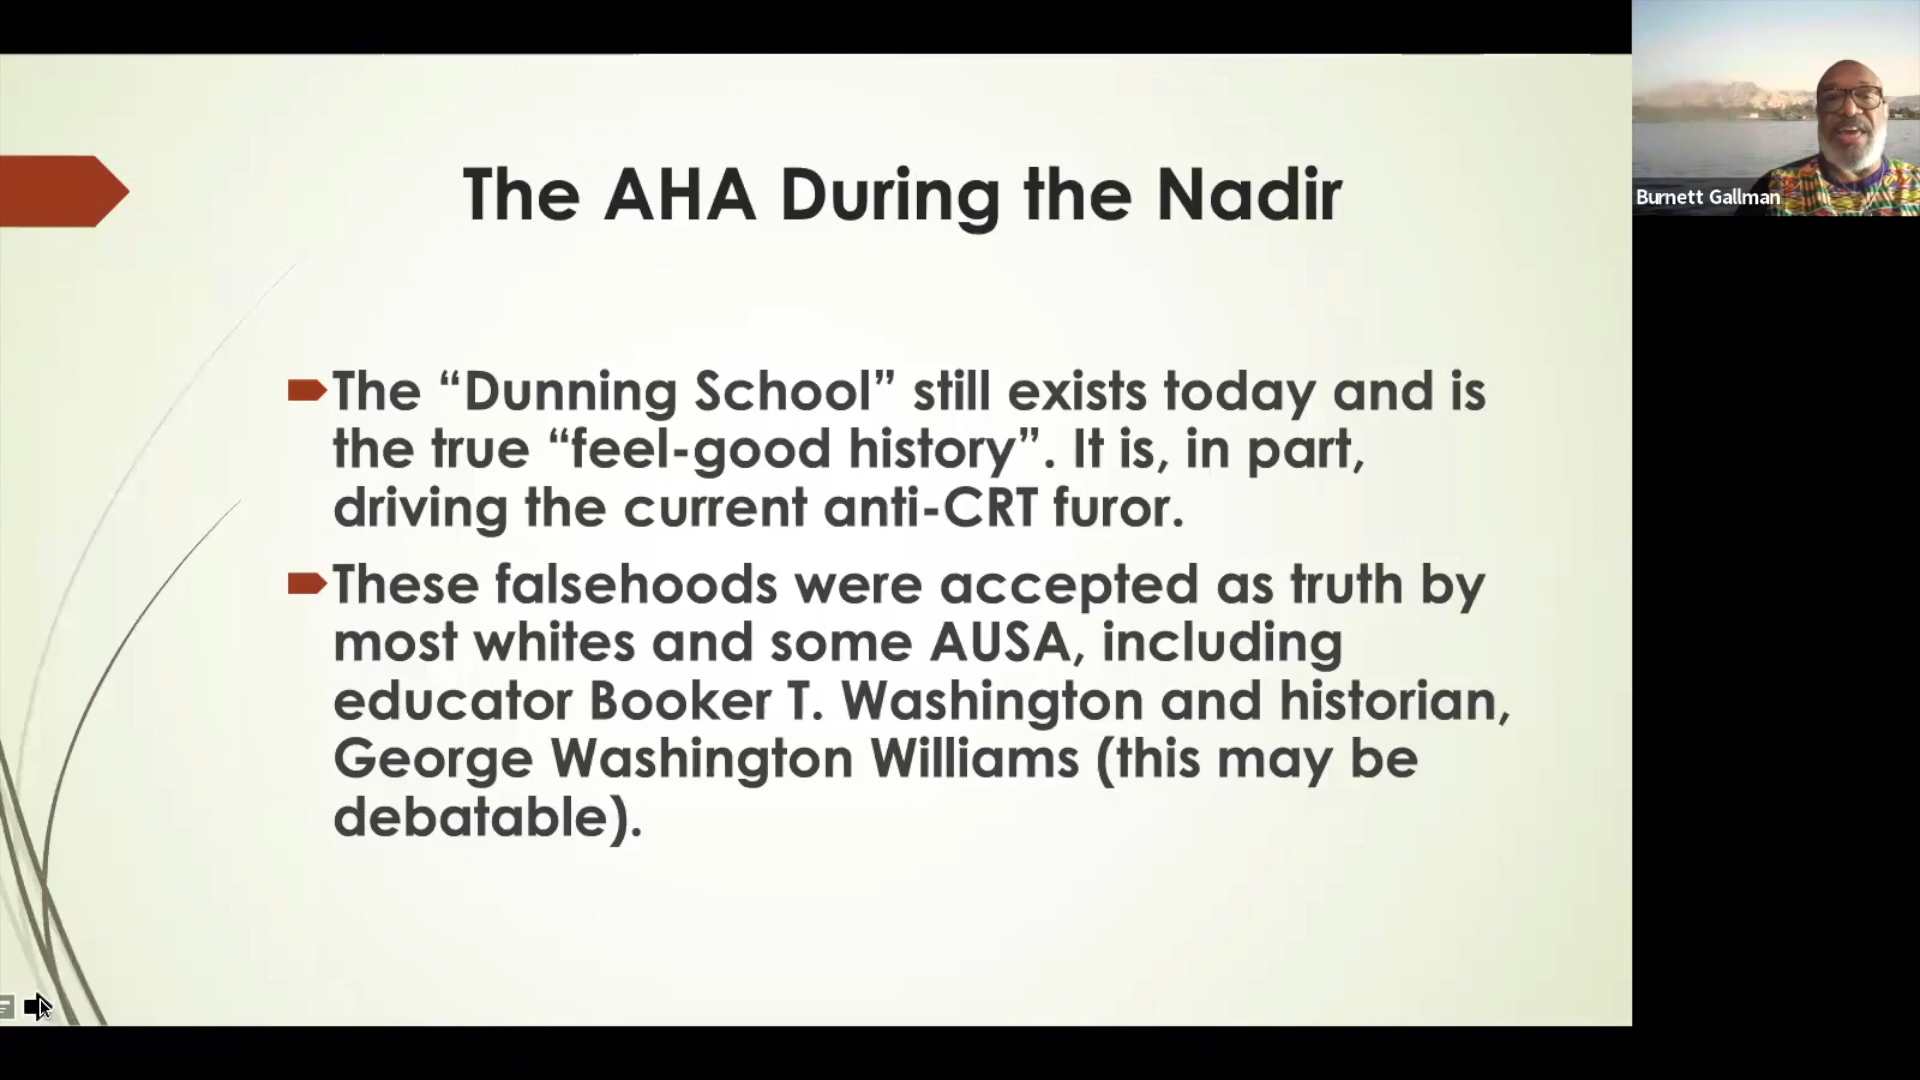 The AHA During the Nadir
The “Dunning School” still exists today and is
the true “feel-good history”. It is, in part,
driving the current anti-CRT furor.
These falsehoods were accepted as truth by
most whites and some AUSA, including
educator Booker T. Washington and historian,
George Washington Williams (this may be
debatable).
Burnett Gallman